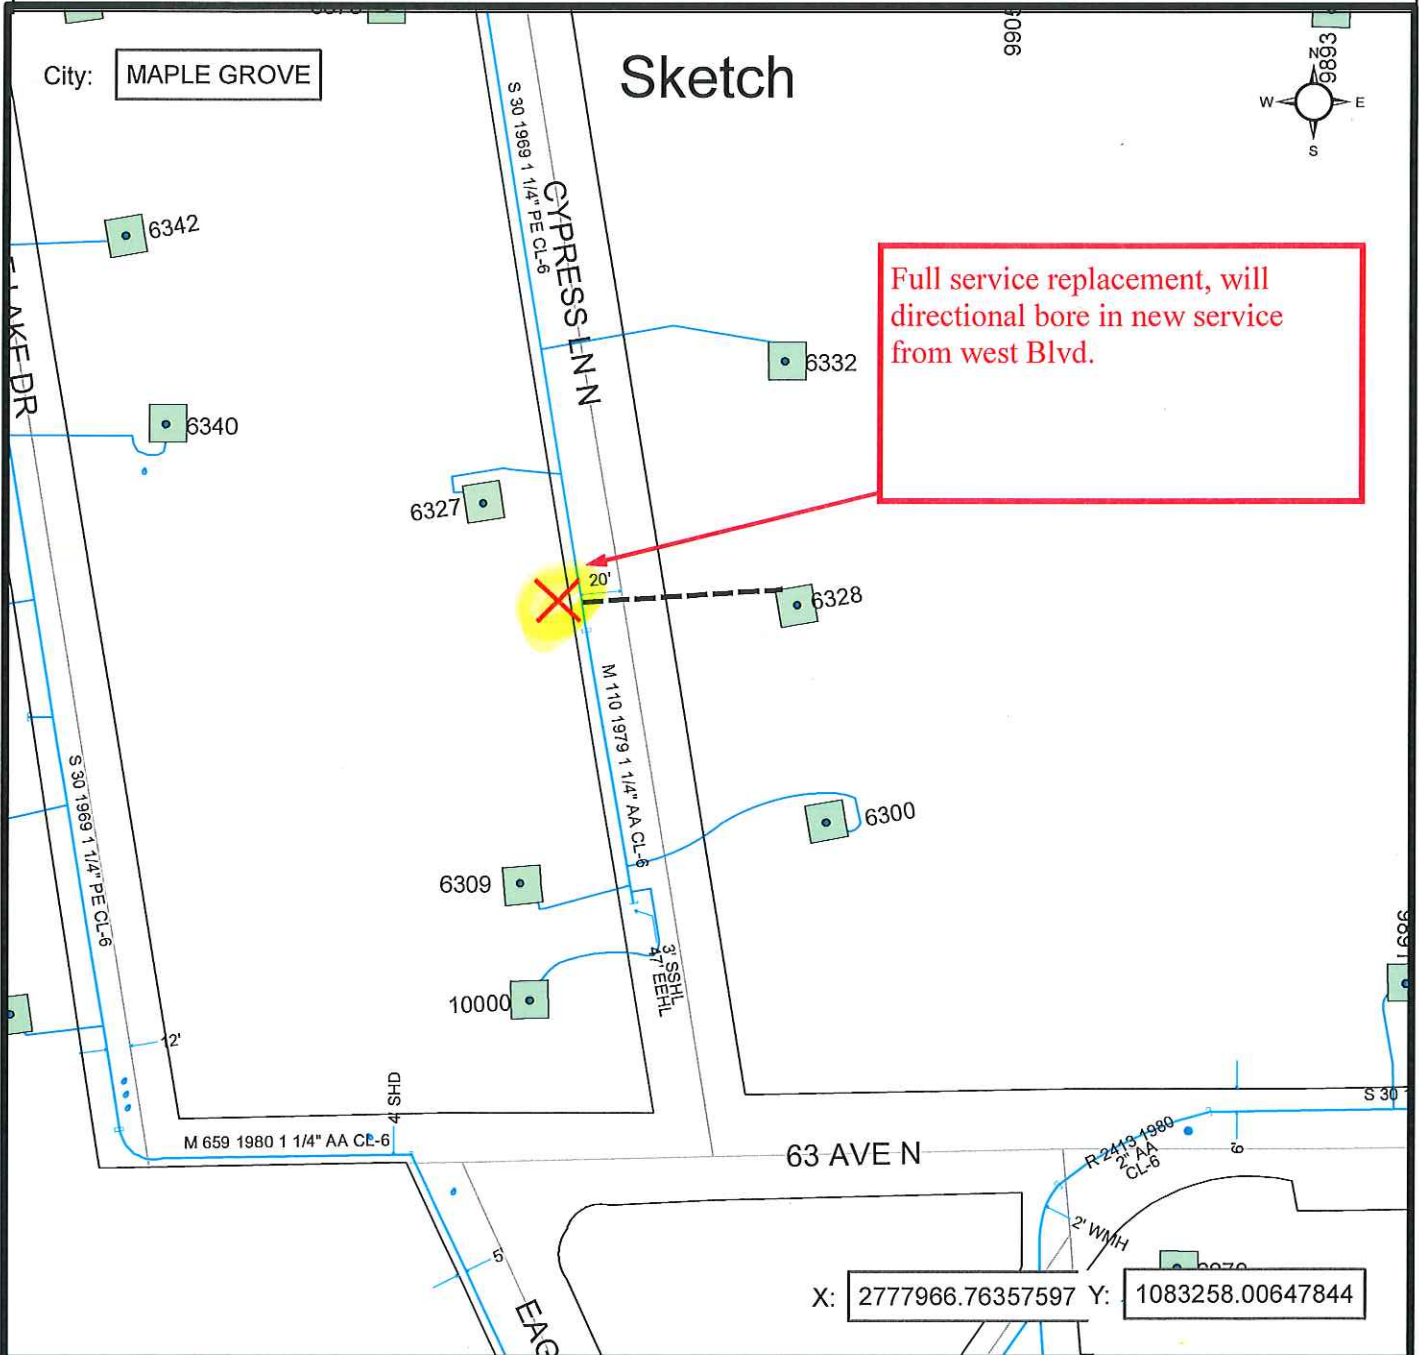 9905
9893
City: MAPLE GROVE
Sketch
N
W E
S
S 30 1969 1 1/4" PE CL-6
CYPRESS LN N
6342
LAKE DR
6340
6332
Full service replacement, will
directional bore in new service
from west Blvd.
6327
20'
6328
M 110 1979 1 1/4" AA CL-6
S 30 1969 1 1/4" PE CL-6
6300
6309
10000
3' SSHL
47' EEHL
12'
4' SHD
M 659 1980 1 1/4" AA CL-6
63 AVE N
S 30
R 2413 1980
2" AA
CL-6
2' WMH
5'
EAG
X: 2777966.76357597 Y: 1083258.00647844